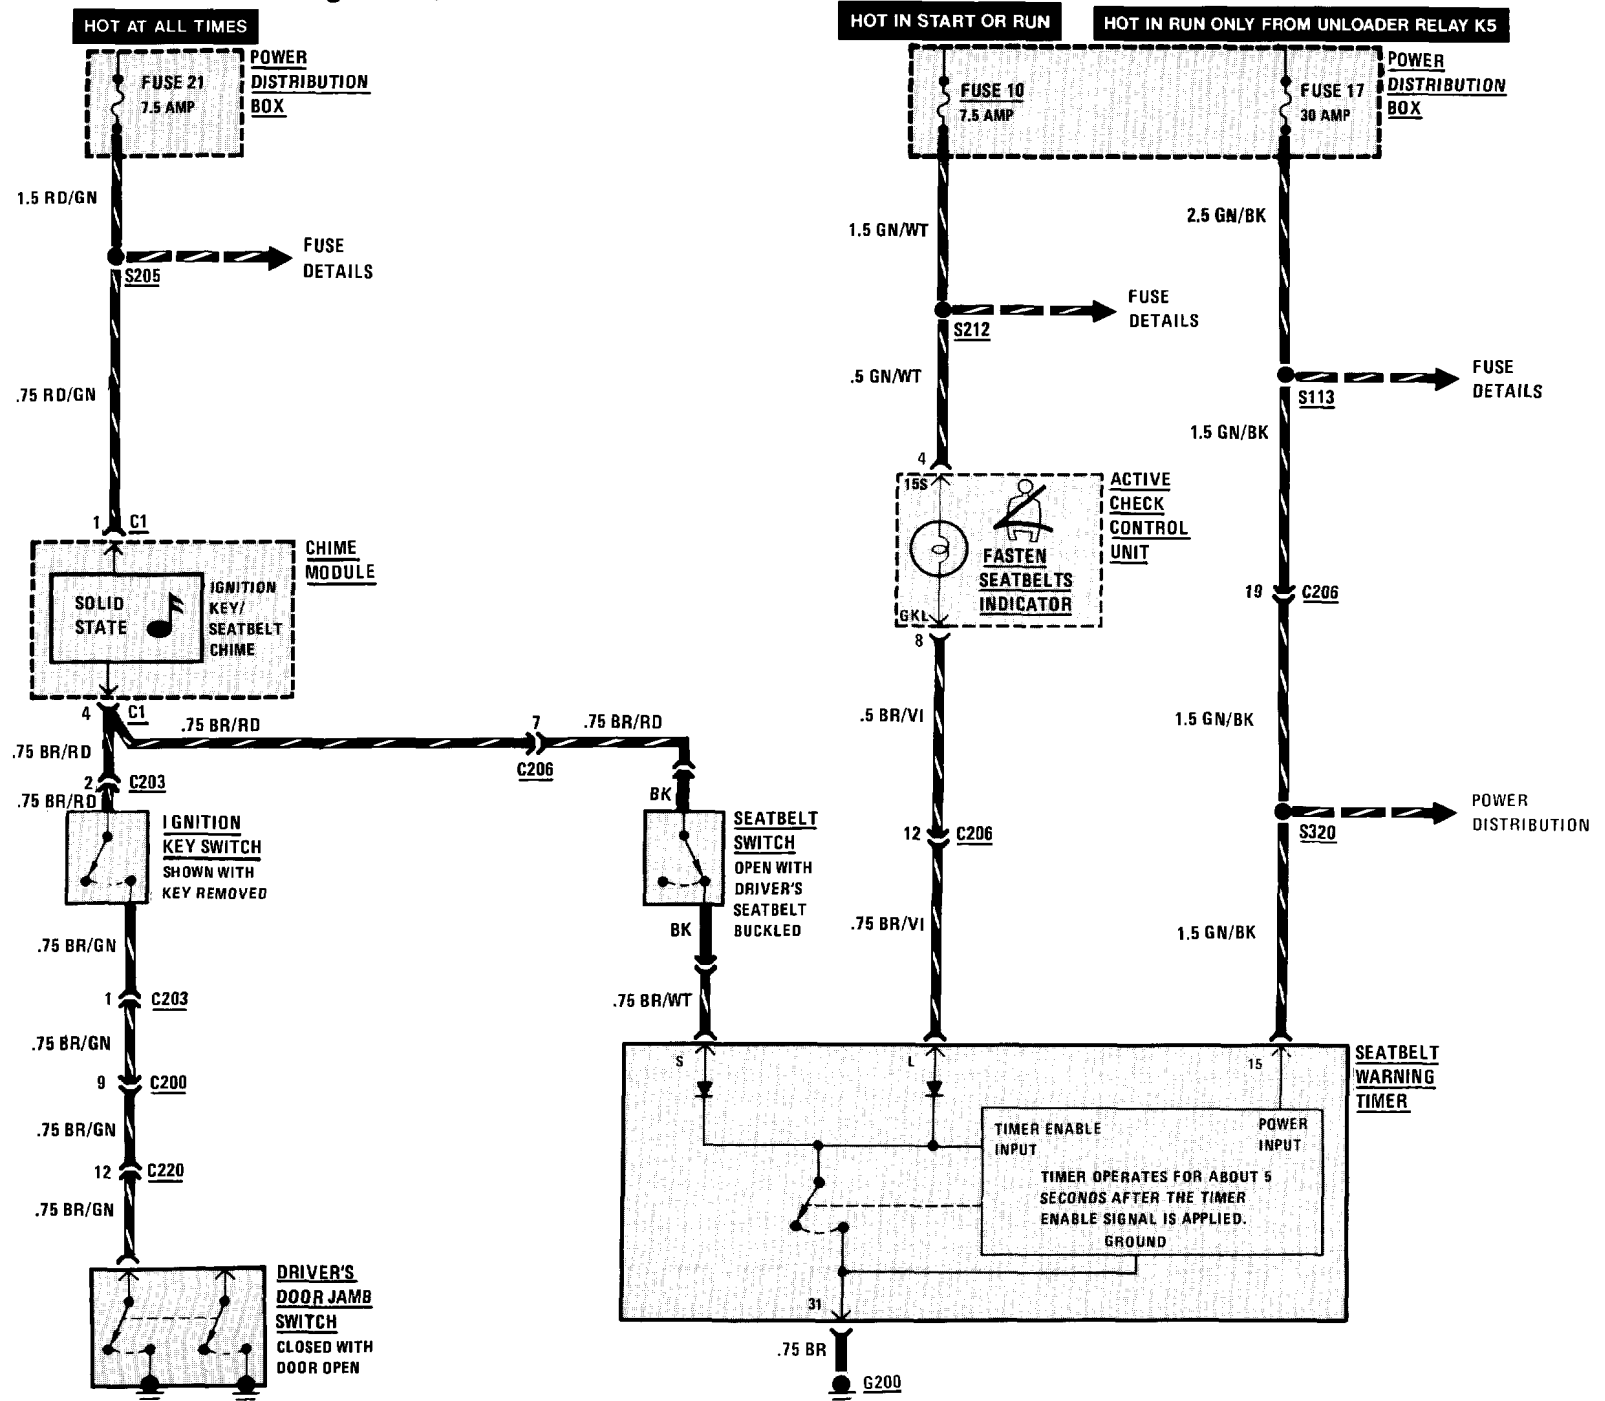 HOT AT ALL TIMES
HOT IN START OR RUN
HOT IN RUN ONLY FROM UNLOADER RELAY K5
FUSE 21
7.5 AMP
POWER
DISTRIBUTION
BOX
FUSE 10
7.5 AMP
FUSE 17
30 AMP
POWER
DISTRIBUTION
BOX
1.5 RD/GN
S205
FUSE
DETAILS
.75 RD/GN
1.5 GN/WT
S212
FUSE
DETAILS
.5 GN/WT
2.5 GN/BK
S113
FUSE
DETAILS
1.5 GN/BK
1
C1
CHIME
MODULE
SOLID
STATE
IGNITION
KEY/
SEATBELT
CHIME
4
C1
4
15S
FASTEN
SEATBELTS
INDICATOR
GKL
8
ACTIVE
CHECK
CONTROL
UNIT
19
C206
.75 BR/RD
.75 BR/RD
7
C206
.75 BR/RD
2
C203
.75 BR/RD
IGNITION
KEY SWITCH
SHOWN WITH
KEY REMOVED
BK
SEATBELT
SWITCH
OPEN WITH
DRIVER'S
SEATBELT
BUCKLED
BK
.75 BR/WT
.5 BR/VI
12
C206
.75 BR/VI
1.5 GN/BK
S320
POWER
DISTRIBUTION
1.5 GN/BK
.75 BR/GN
1
C203
.75 BR/GN
9
C200
.75 BR/GN
12
C220
.75 BR/GN
DRIVER'S
DOOR JAMB
SWITCH
CLOSED WITH
DOOR OPEN
S
L
15
SEATBELT
WARNING
TIMER
TIMER ENABLE
INPUT
POWER
INPUT
TIMER OPERATES FOR ABOUT 5
SECONDS AFTER THE TIMER
ENABLE SIGNAL IS APPLIED.
GROUND
31
.75 BR
G200